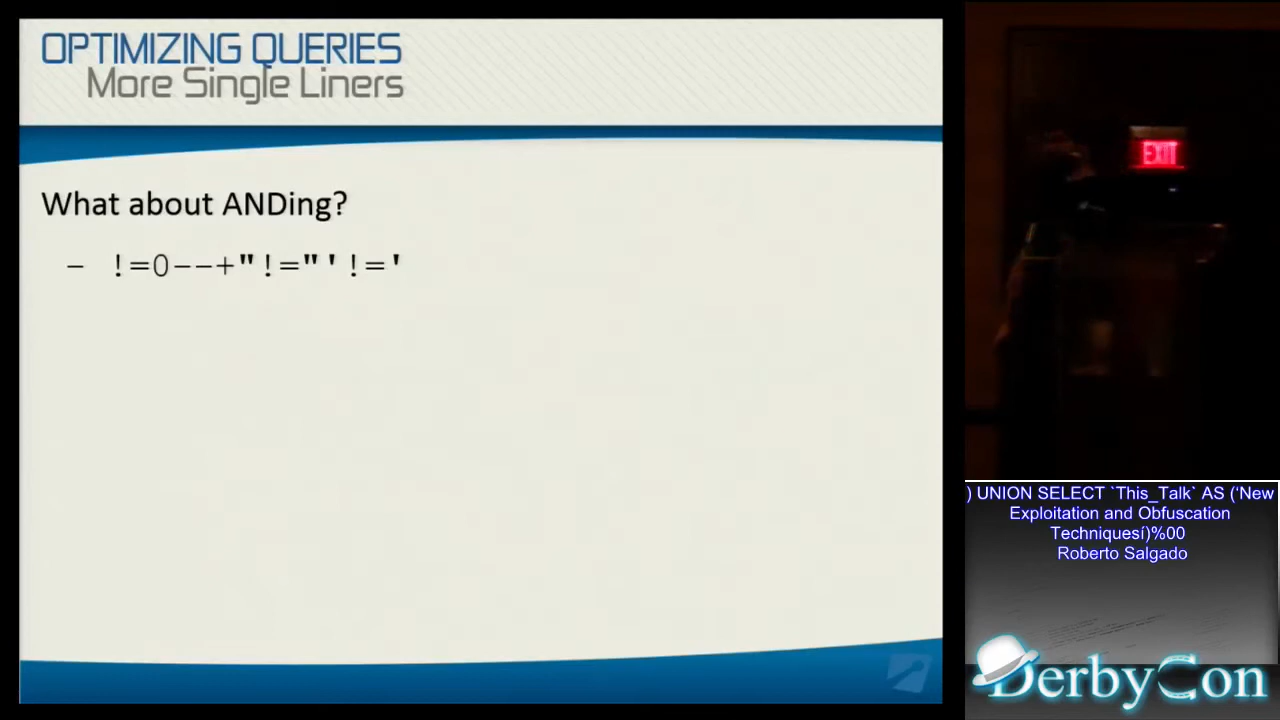 OPTIMIZING QUERIES
More Single Liners
What about ANDing?
– !=0--+"!="'!='
EXIT
) UNION SELECT `This_Talk` AS ('New
Exploitation and Obfuscation
Techniquesí)%00
Roberto Salgado
DerbyCon